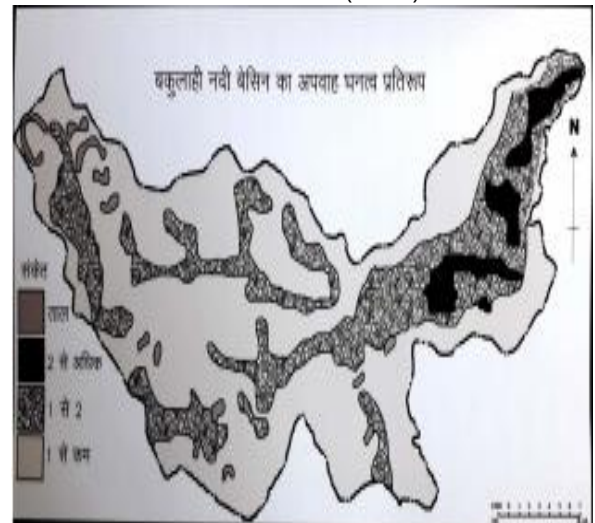 बकुलाही नदी बेसिन का अपवाह घनत्व प्रतिरूप
N
संकेत
ताल
2 से अधिक
1 से 2
1 से कम